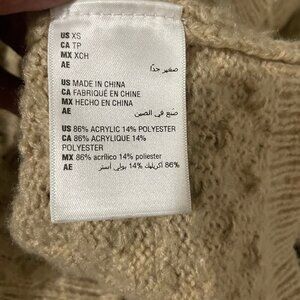 US XS
CA TP
MX XCH
AE صغير جدًا
US MADE IN CHINA
CA FABRIQUÉ EN CHINE
MX HECHO EN CHINA
AE صنع في الصين
US 86% ACRYLIC 14% POLYESTER
CA 86% ACRYLIQUE 14%
POLYESTER
MX 86% acrílico 14% poliester
AE 86% أكريليك 14% بولي استر